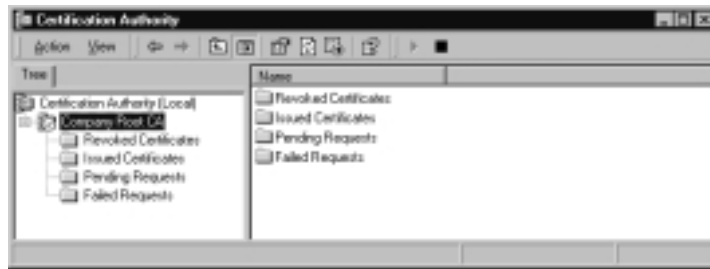 Certification Authority
Action View
Tree
Certification Authority (Local)
Company Root CA
Revoked Certificates
Issued Certificates
Pending Requests
Failed Requests
Name
Revoked Certificates
Issued Certificates
Pending Requests
Failed Requests